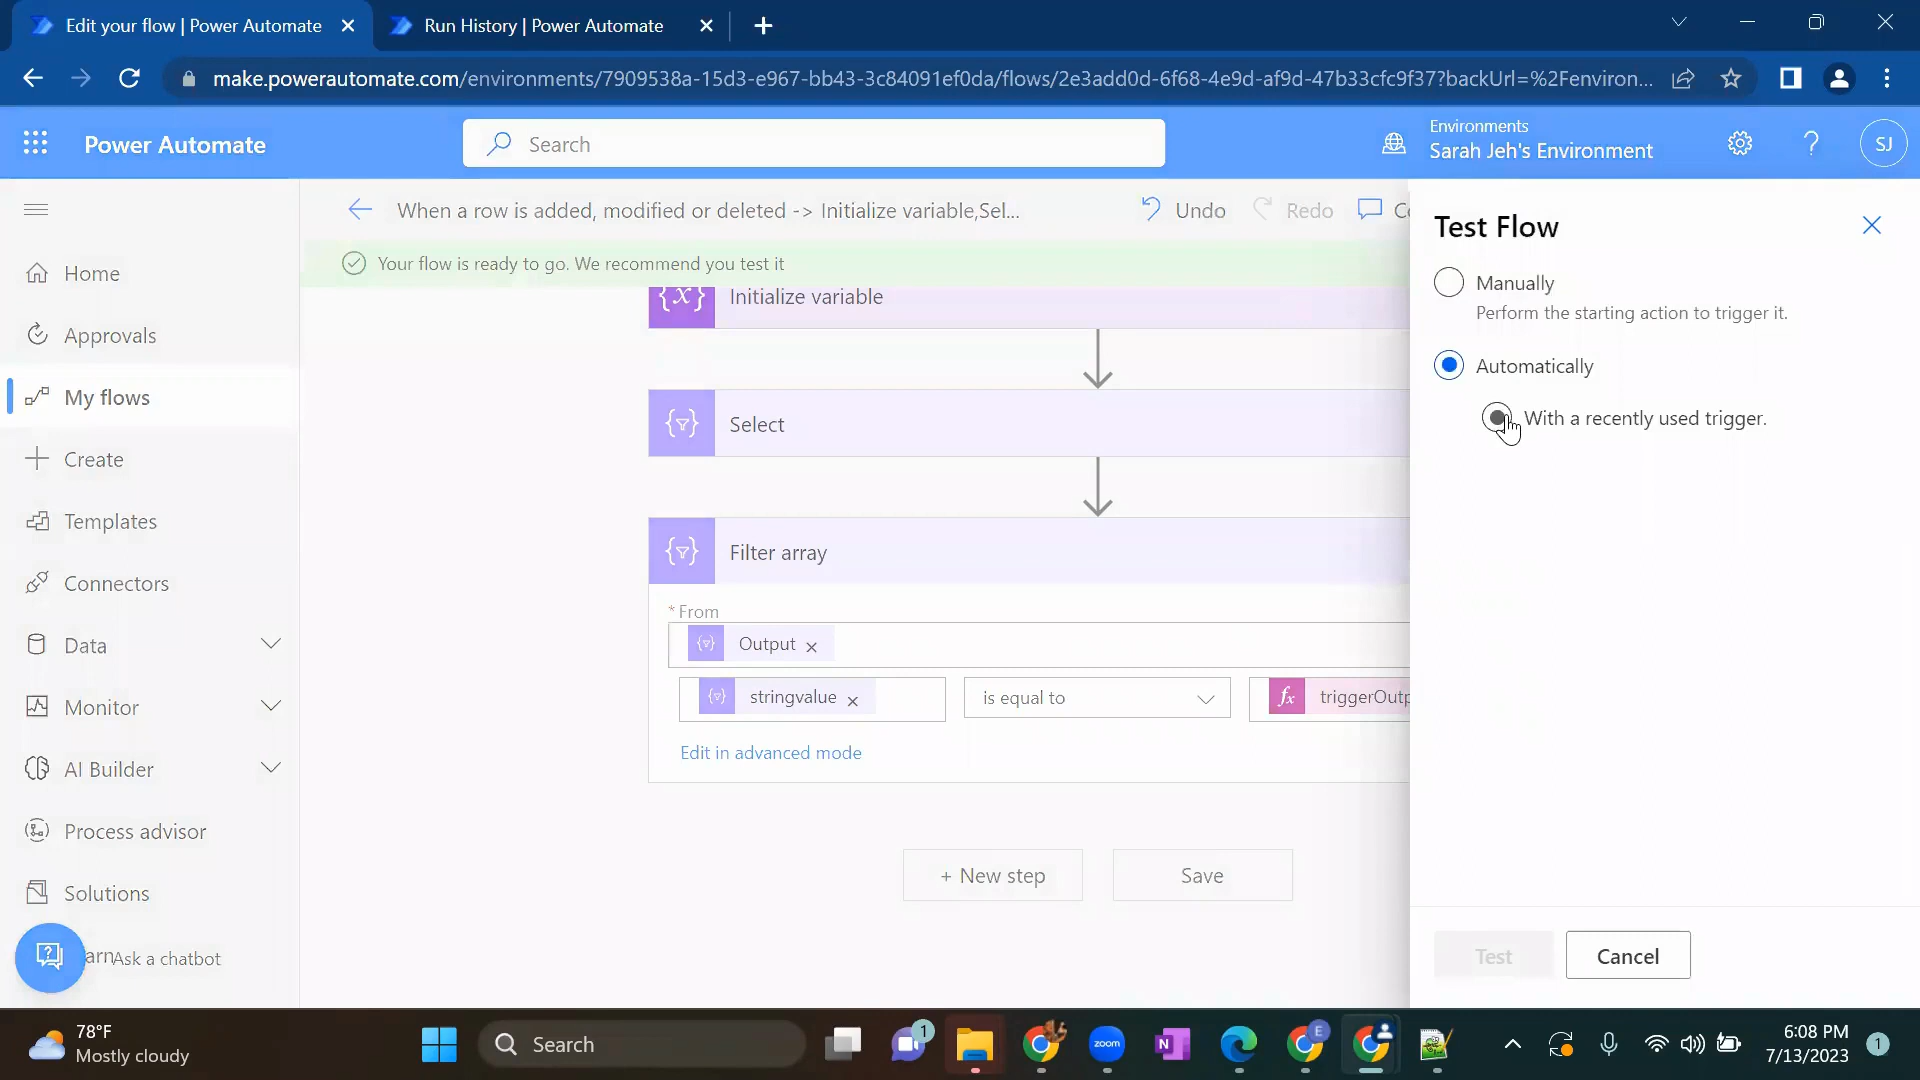 Edit your flow | Power Automate
Run History | Power Automate
make.powerautomate.com/environments/7909538a-15d3-e967-bb43-3c84091ef0da/flows/2e3add0d-6f68-4e9d-af9d-47b33cfc9f37?backUrl=%2Fenviron...
Power Automate
Search
Environments
Sarah Jeh's Environment
SJ
When a row is added, modified or deleted -> Initialize variable,Sel...
Undo
Redo
Your flow is ready to go. We recommend you test it
Home
Approvals
My flows
Create
Templates
Connectors
Data
Monitor
AI Builder
Process advisor
Solutions
Ask a chatbot
{x} Initialize variable
Select
Filter array
* From
Output
stringvalue
is equal to
fx triggerOutp
Edit in advanced mode
+ New step
Save
Test Flow
Manually
Perform the starting action to trigger it.
Automatically
With a recently used trigger.
Test
Cancel
78°F
Mostly cloudy
Search
1
zoom
N
E
6:08 PM
7/13/2023
1